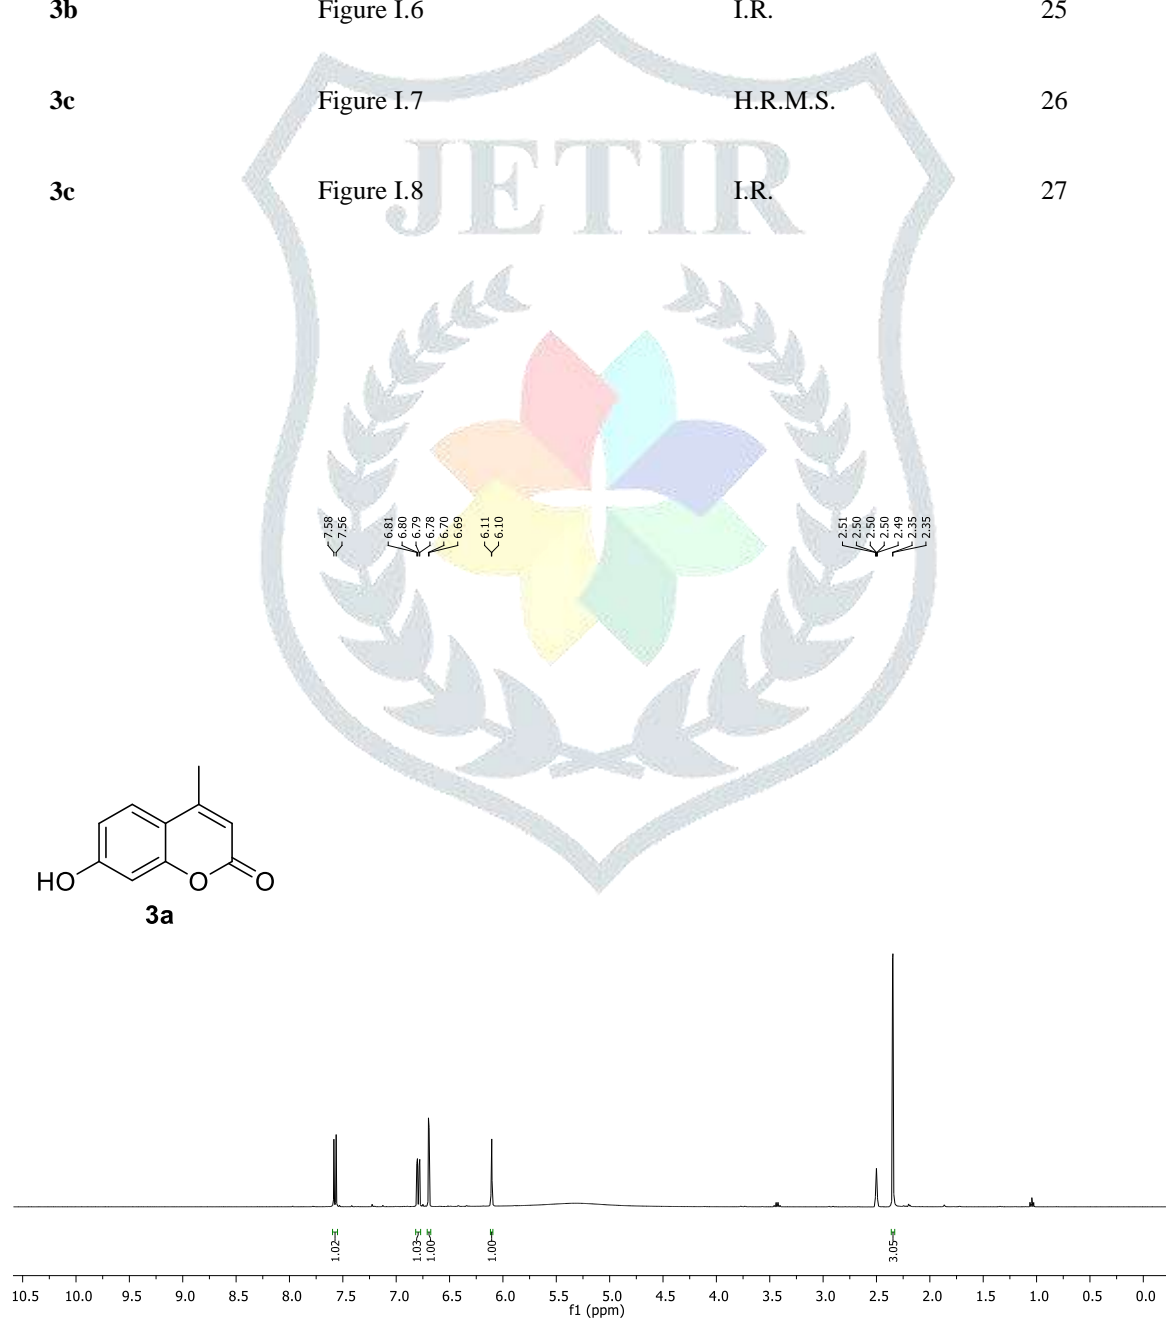 3b Figure I.6 I.R. 25
3c Figure I.7 H.R.M.S. 26
3c Figure I.8 I.R. 27
JETIR
7.58
7.56
6.81
6.80
6.79
6.78
6.70
6.69
6.11
6.10
2.51
2.50
2.50
2.50
2.49
2.35
2.35
HO O O
3a
1.02 1.03 1.00 1.00 3.05
10.5 10.0 9.5 9.0 8.5 8.0 7.5 7.0 6.5 6.0 5.5 5.0 4.5 4.0 3.5 3.0 2.5 2.0 1.5 1.0 0.5 0.0
f1 (ppm)